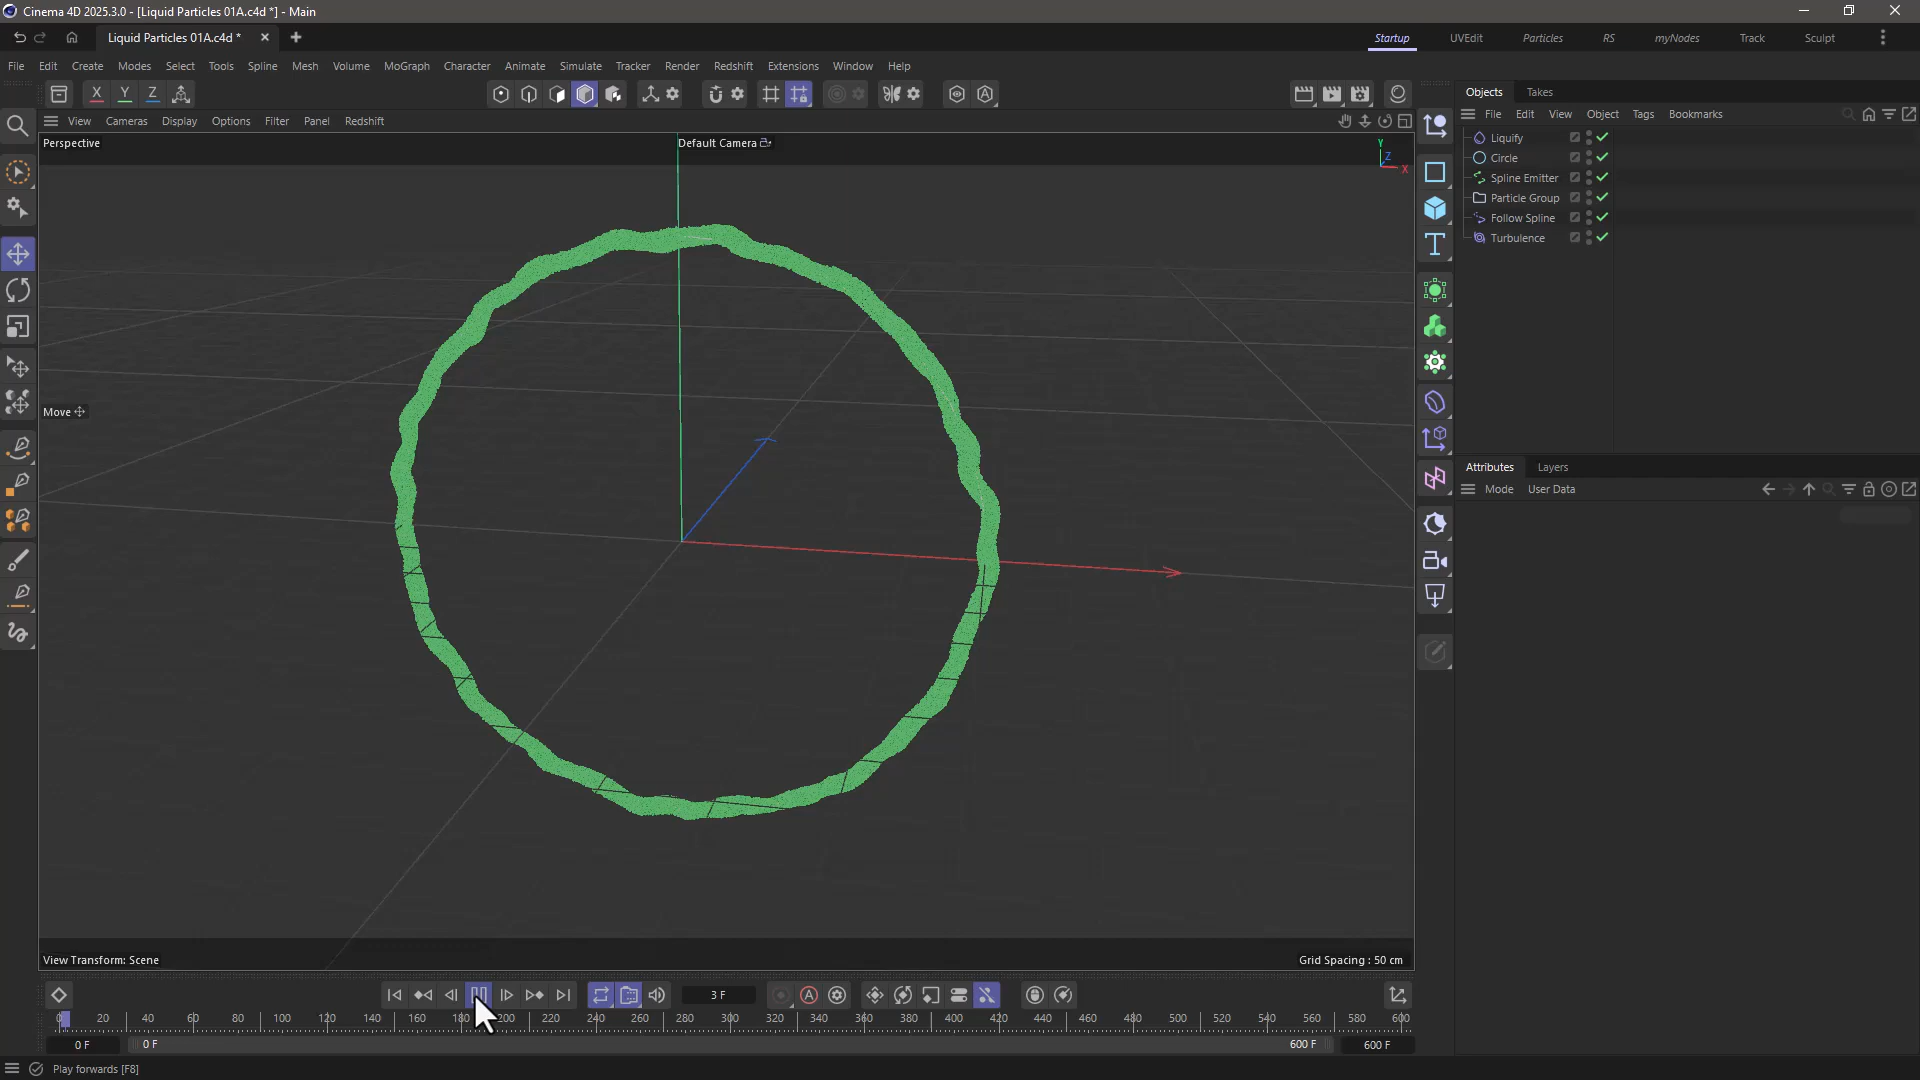 Cinema 4D 2025.3.0 - [Liquid Particles 01A.c4d *] - Main
Liquid Particles 01A.c4d *
Startup UVEdit Particles RS myNodes Track Sculpt
File Edit Create Modes Select Tools Spline Mesh Volume MoGraph Character Animate Simulate Tracker Render Redshift Extensions Window Help
X Y Z
Objects Takes
File Edit View Object Tags Bookmarks
View Cameras Display Options Filter Panel Redshift
Perspective
Default Camera
Y
Z
X
Liquify
Circle
Spline Emitter
Particle Group
Follow Spline
Turbulence
Move
Attributes Layers
Mode User Data
View Transform: Scene
Grid Spacing : 50 cm
3 F
0 20 40 60 80 100 120 140 160 180 200 220 240 260 280 300 320 340 360 380 400 420 440 460 480 500 520 540 560 580 600
0 F
0 F
600 F
600 F
Play forwards [F8]